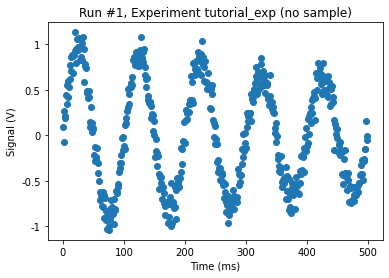 Run #1, Experiment tutorial_exp (no sample)
1
0.5
0
-0.5
-1
Signal (V)
0 100 200 300 400 500
Time (ms)